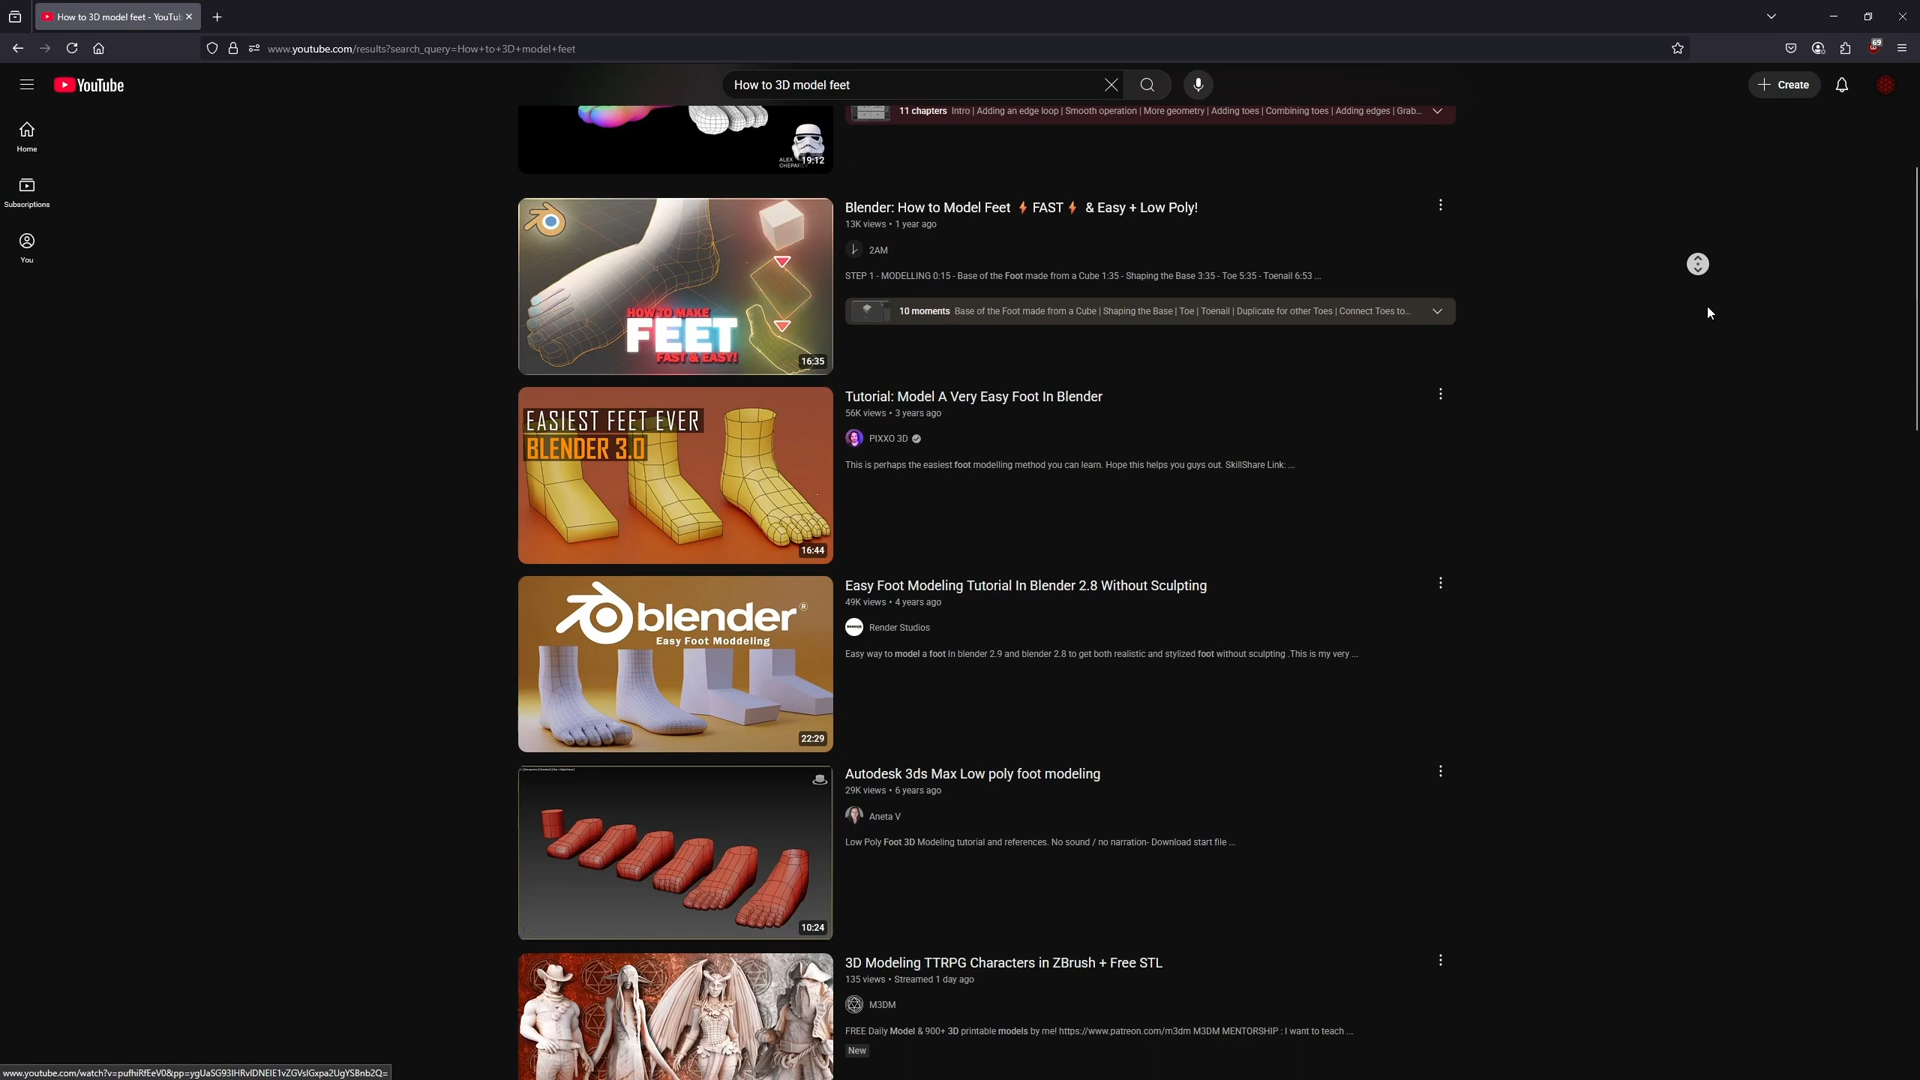 How to 3D model feet - YouTub
www.youtube.com/results?search_query=How+to+3D+model+feet
69
YouTube
How to 3D model feet
Create
Home
Subscriptions
You
ALEX
19:12
11 chapters Intro | Adding an edge loop | Smooth operation | More geometry | Adding toes | Combining toes | Adding edges | Grab...
HOW TO MAKE
FEET
FAST & EASY!
16:35
Blender: How to Model Feet ⚡FAST⚡ & Easy + Low Poly!
13K views • 1 year ago
2AM
STEP 1 - MODELLING 0:15 - Base of the Foot made from a Cube 1:35 - Shaping the Base 3:35 - Toe 5:35 - Toenail 6:53 ...
10 moments Base of the Foot made from a Cube | Shaping the Base | Toe | Toenail | Duplicate for other Toes | Connect Toes to...
EASIEST FEET EVER
BLENDER 3.0
16:44
Tutorial: Model A Very Easy Foot In Blender
56K views • 3 years ago
PIXXO 3D
This is perhaps the easiest foot modelling method you can learn. Hope this helps you guys out. SkillShare Link: ...
blender®
Easy Foot Moddeling
22:29
Easy Foot Modeling Tutorial In Blender 2.8 Without Sculpting
49K views • 4 years ago
Render Studios
Easy way to model a foot In blender 2.9 and blender 2.8 to get both realistic and stylized foot without sculpting .This is my very ...
10:24
Autodesk 3ds Max Low poly foot modeling
29K views • 6 years ago
Aneta V
Low Poly Foot 3D Modeling tutorial and references. No sound / no narration- Download start file ...
3D Modeling TTRPG Characters in ZBrush + Free STL
135 views • Streamed 1 day ago
M3DM
FREE Daily Model & 900+ 3D printable models by me! https://www.patreon.com/m3dm M3DM MENTORSHIP : I want to teach ...
New